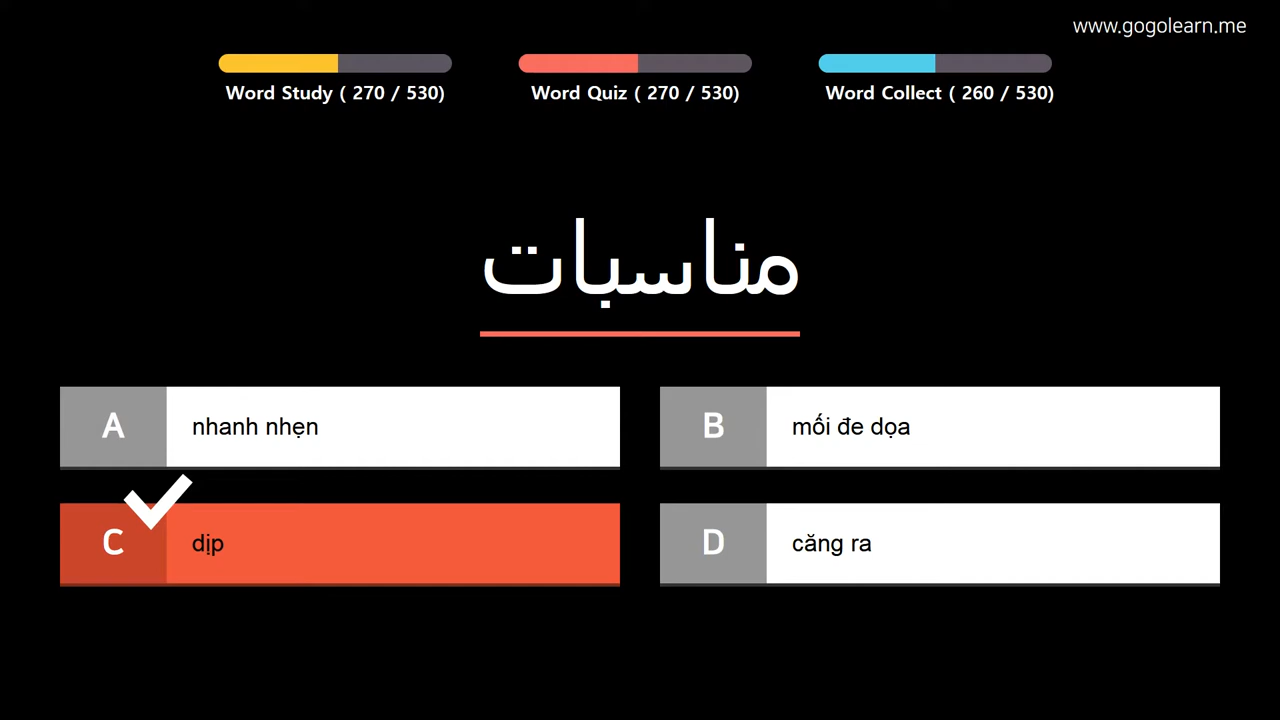 www.gogolearn.me
Word Study ( 270 / 530) Word Quiz ( 270 / 530) Word Collect ( 260 / 530)
مناسبات
A nhanh nhẹn
B mối đe dọa
C dịp
D căng ra